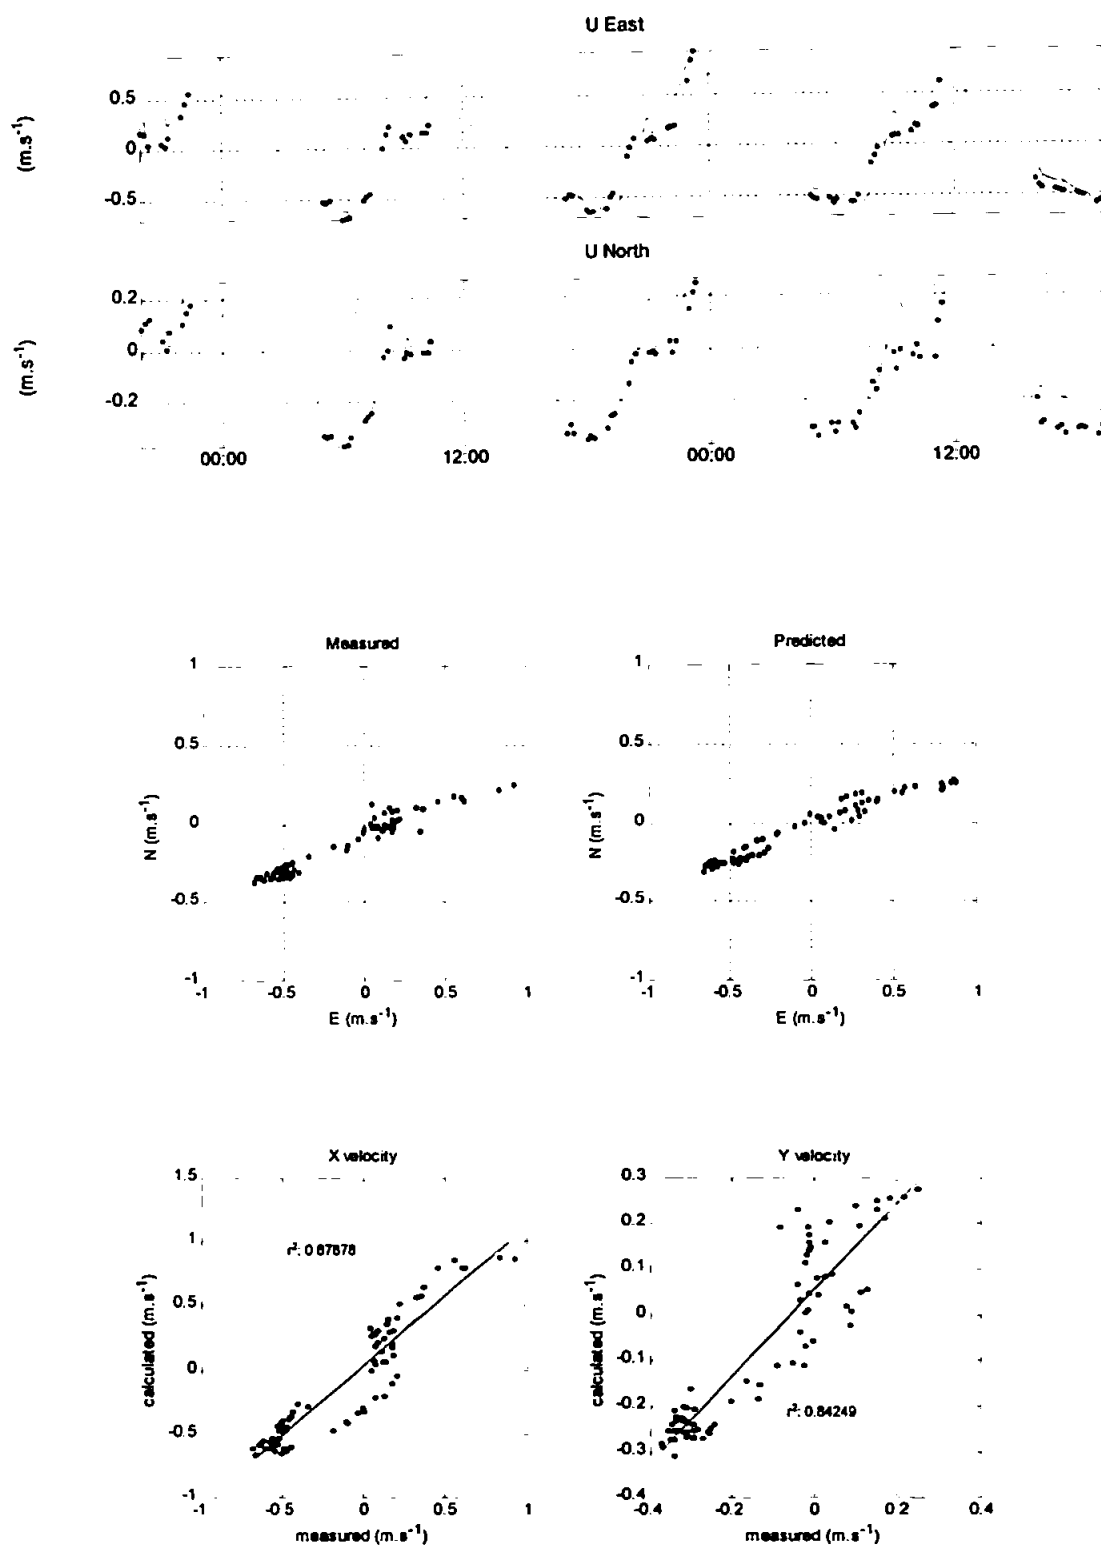 U East
0.5
0
-0.5
(m.s⁻¹)
U North
0.2
0
-0.2
(m.s⁻¹)
00:00 12:00 00:00 12:00
Measured
1
0.5
0
-0.5
-1
N (m.s⁻¹)
-1 -0.5 0 0.5 1
E (m.s⁻¹)
Predicted
1
0.5
0
-0.5
-1
N (m.s⁻¹)
-1 -0.5 0 0.5 1
E (m.s⁻¹)
X velocity
1.5
1
0.5
0
-0.5
-1
calculated (m.s⁻¹)
r²: 0.87878
-1 -0.5 0 0.5 1
measured (m.s⁻¹)
Y velocity
0.3
0.2
0.1
0
-0.1
-0.2
-0.3
-0.4
calculated (m.s⁻¹)
r²: 0.84249
-0.4 -0.2 0 0.2 0.4
measured (m.s⁻¹)